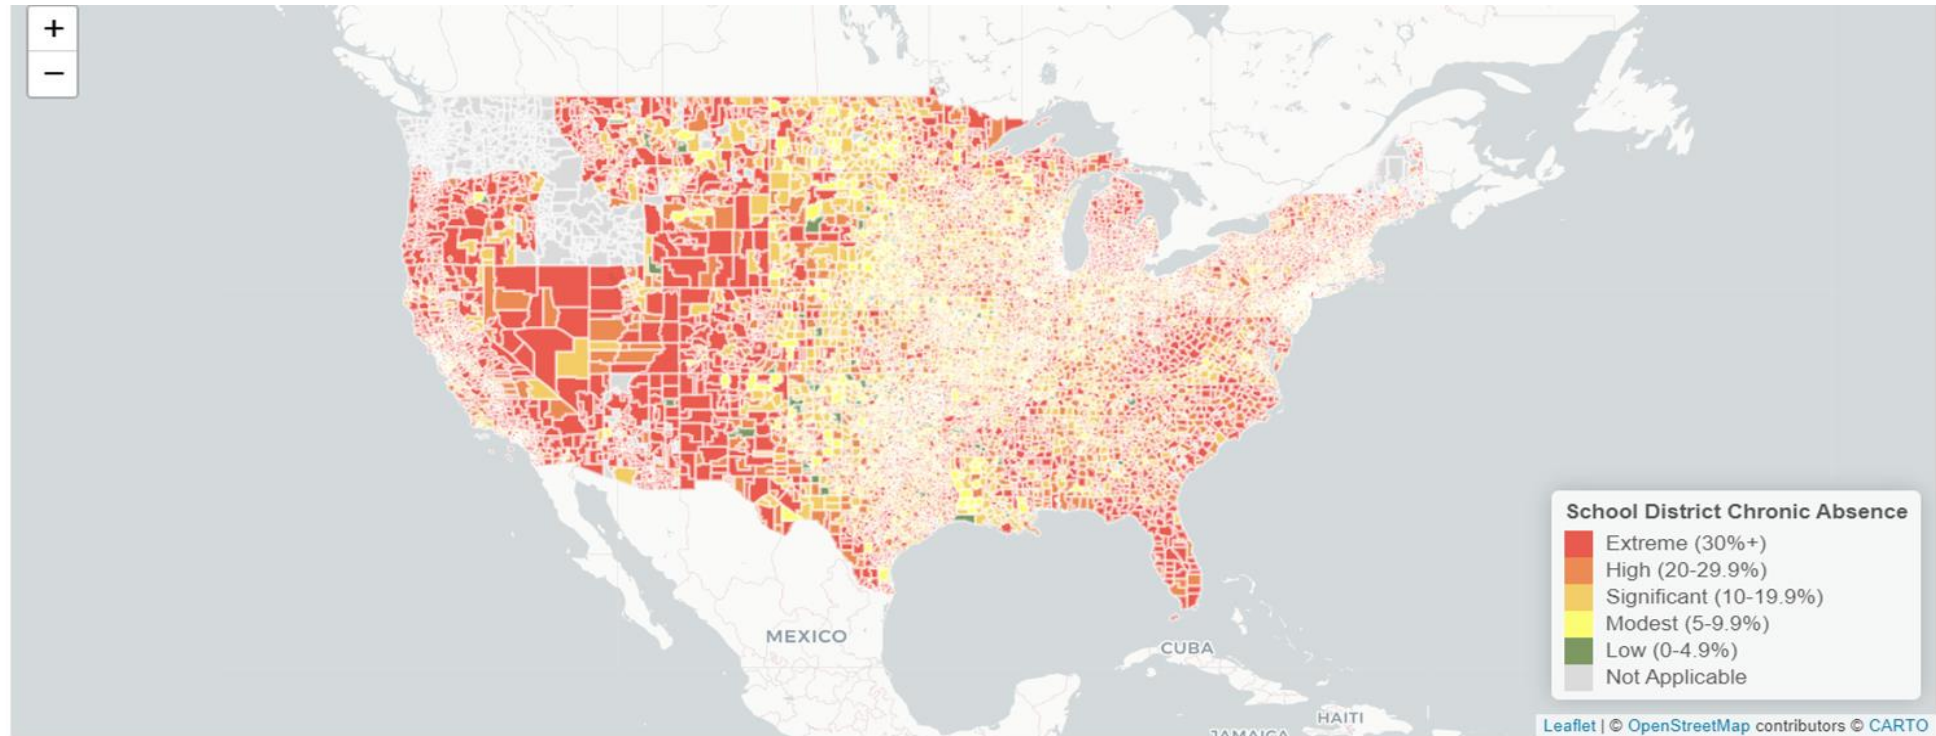 +
−
MEXICO
CUBA
HAITI
JAMAICA
School District Chronic Absence
Extreme (30%+)
High (20-29.9%)
Significant (10-19.9%)
Modest (5-9.9%)
Low (0-4.9%)
Not Applicable
Leaflet | © OpenStreetMap contributors © CARTO